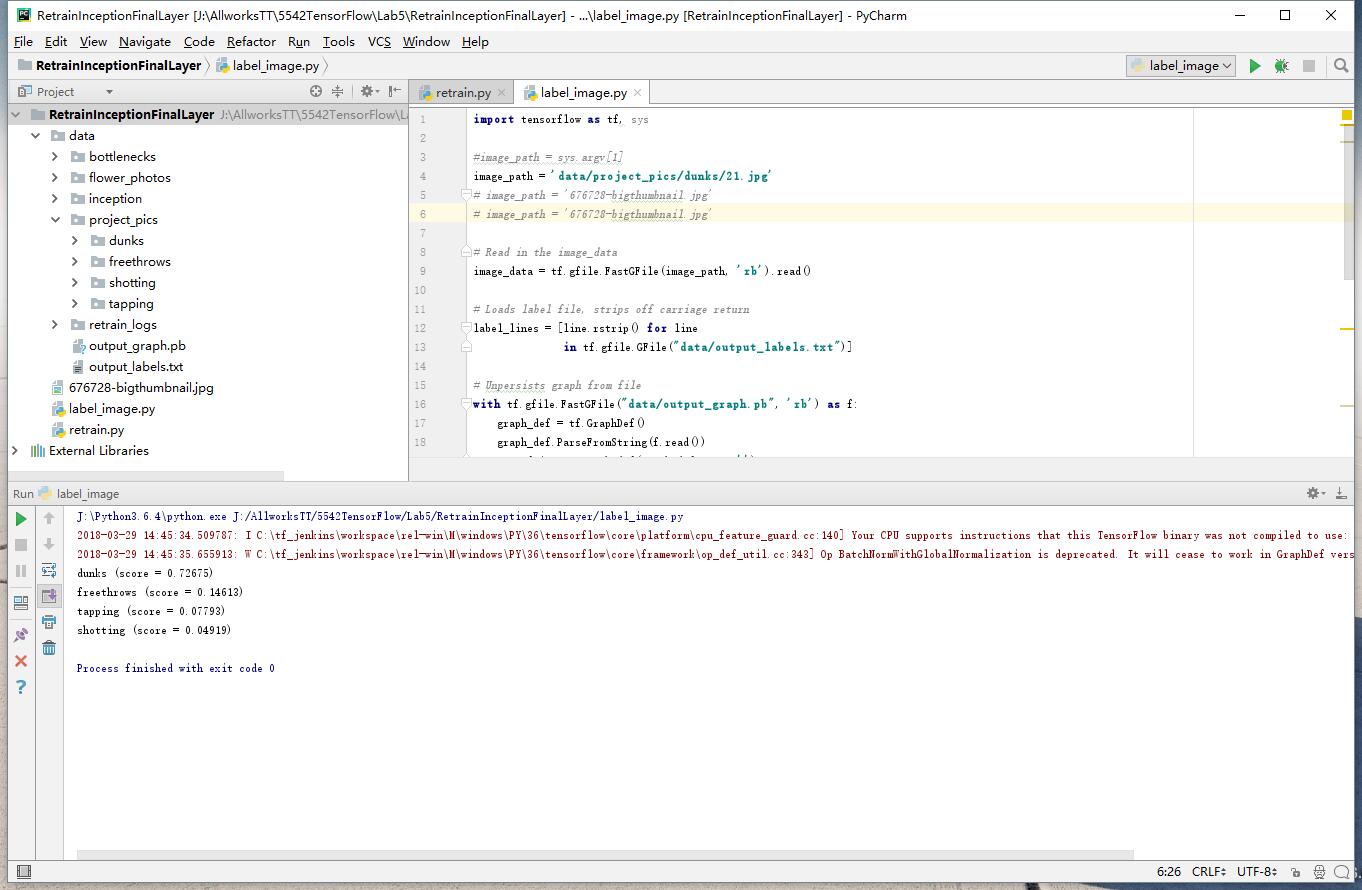 RetrainInceptionFinalLayer [J:\AllworksTT\5542TensorFlow\Lab5\RetrainInceptionFinalLayer] - ...\label_image.py [RetrainInceptionFinalLayer] - PyCharm
File Edit View Navigate Code Refactor Run Tools VCS Window Help
RetrainInceptionFinalLayer label_image.py label_image
Project
RetrainInceptionFinalLayer J:\AllworksTT\5542TensorFlow\La
data
bottlenecks
flower_photos
inception
project_pics
dunks
freethrows
shotting
tapping
retrain_logs
output_graph.pb
output_labels.txt
676728-bigthumbnail.jpg
label_image.py
retrain.py
External Libraries
retrain.py label_image.py
1 import tensorflow as tf, sys
2
3 #image_path = sys.argv[1]
4 image_path = 'data/project_pics/dunks/21.jpg'
5 # image_path = '676728-bigthumbnail.jpg'
6 # image_path = '676728-bigthumbnail.jpg'
7
8 # Read in the image_data
9 image_data = tf.gfile.FastGFile(image_path, 'rb').read()
10
11 # Loads label file, strips off carriage return
12 label_lines = [line.rstrip() for line
13 in tf.gfile.GFile("data/output_labels.txt")]
14
15 # Unpersists graph from file
16 with tf.gfile.FastGFile("data/output_graph.pb", 'rb') as f:
17 graph_def = tf.GraphDef()
18 graph_def.ParseFromString(f.read())
Run label_image
J:\Python3.6.4\python.exe J:/AllworksTT/5542TensorFlow/Lab5/RetrainInceptionFinalLayer/label_image.py
2018-03-29 14:45:34.509787: I C:\tf_jenkins\workspace\rel-win\M\windows\PY\36\tensorflow\core\platform\cpu_feature_guard.cc:140] Your CPU supports instructions that this TensorFlow binary was not compiled to use:
2018-03-29 14:45:35.655913: W C:\tf_jenkins\workspace\rel-win\M\windows\PY\36\tensorflow\core\framework\op_def_util.cc:343] Op BatchNormWithGlobalNormalization is deprecated. It will cease to work in GraphDef vers
dunks (score = 0.72675)
freethrows (score = 0.14613)
tapping (score = 0.07793)
shotting (score = 0.04919)
Process finished with exit code 0
6:26 CRLF UTF-8